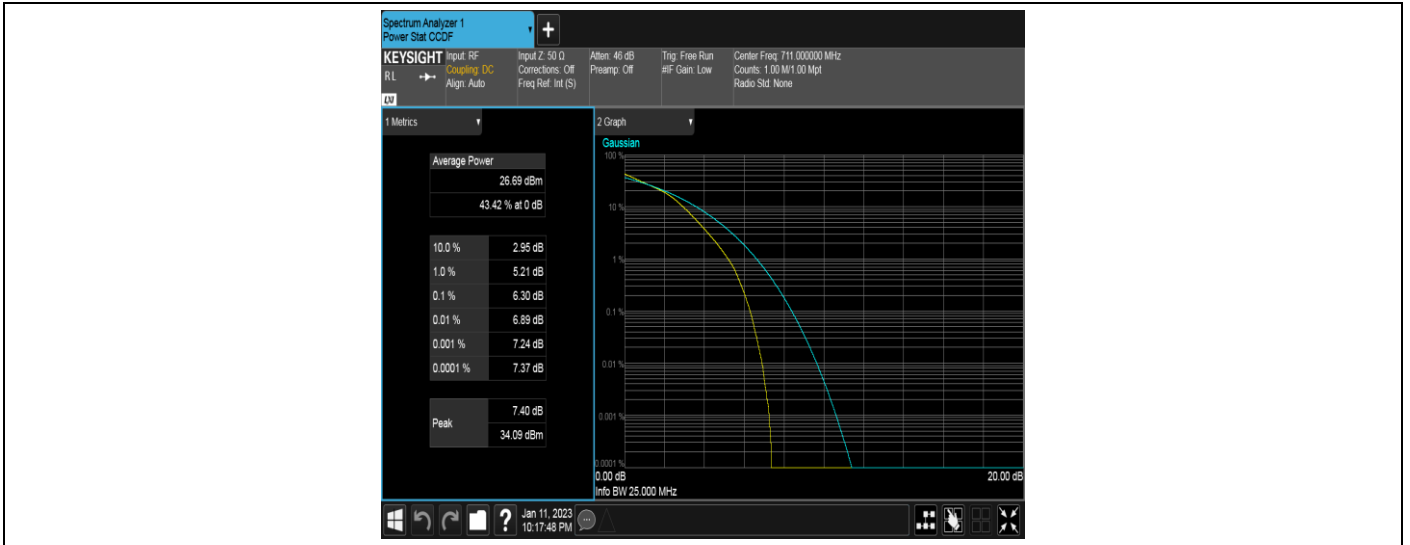 Spectrum Analyzer 1
Power Stat CCDF
KEYSIGHT Input: RF Input Z: 50 Ω Atten: 46 dB Trig: Free Run Center Freq: 711.000000 MHz
RL Coupling: DC Corrections: Off Preamp: Off #IF Gain: Low Counts: 1.00 M/1.00 Mpt
Align: Auto Freq Ref: Int (S) Radio Std: None
LXI
1 Metrics
Average Power
26.69 dBm
43.42 % at 0 dB
10.0 % 2.95 dB
1.0 % 5.21 dB
0.1 % 6.30 dB
0.01 % 6.89 dB
0.001 % 7.24 dB
0.0001 % 7.37 dB
Peak 7.40 dB
34.09 dBm
2 Graph
Gaussian
100 %
10 %
1 %
0.1 %
0.01 %
0.001 %
0.0001 %
0.00 dB 20.00 dB
Info BW 25.000 MHz
? Jan 11, 2023
10:17:48 PM